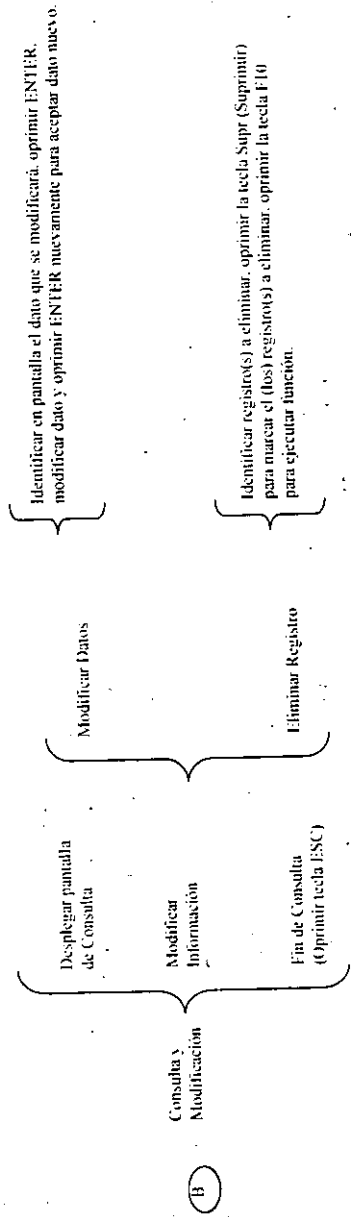 B
Consulta y
Modificación
Desplegar pantalla
de Consulta
Modificar
Información
Fin de Consulta
(Oprimir tecla ESC)
Modificar Datos
Eliminar Registro
Identificar en pantalla el dato que se modificará, oprimir ENTER,
modificar dato y oprimir ENTER nuevamente para aceptar dato nuevo.
Identificar registro(s) a eliminar, oprimir la tecla Supr (Suprimir)
para marcar el (los) registro(s) a eliminar, oprimir la tecla F10
para ejecutar función.